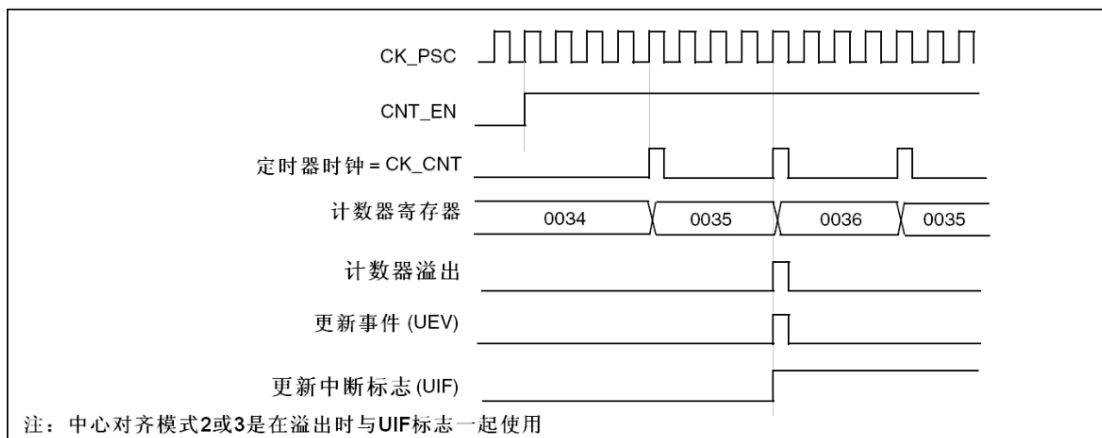 CK_PSC
CNT_EN
定时器时钟 = CK_CNT
计数器寄存器 0034 0035 0036 0035
计数器溢出
更新事件 (UEV)
更新中断标志 (UIF)
注：中心对齐模式2或3是在溢出时与UIF标志一起使用